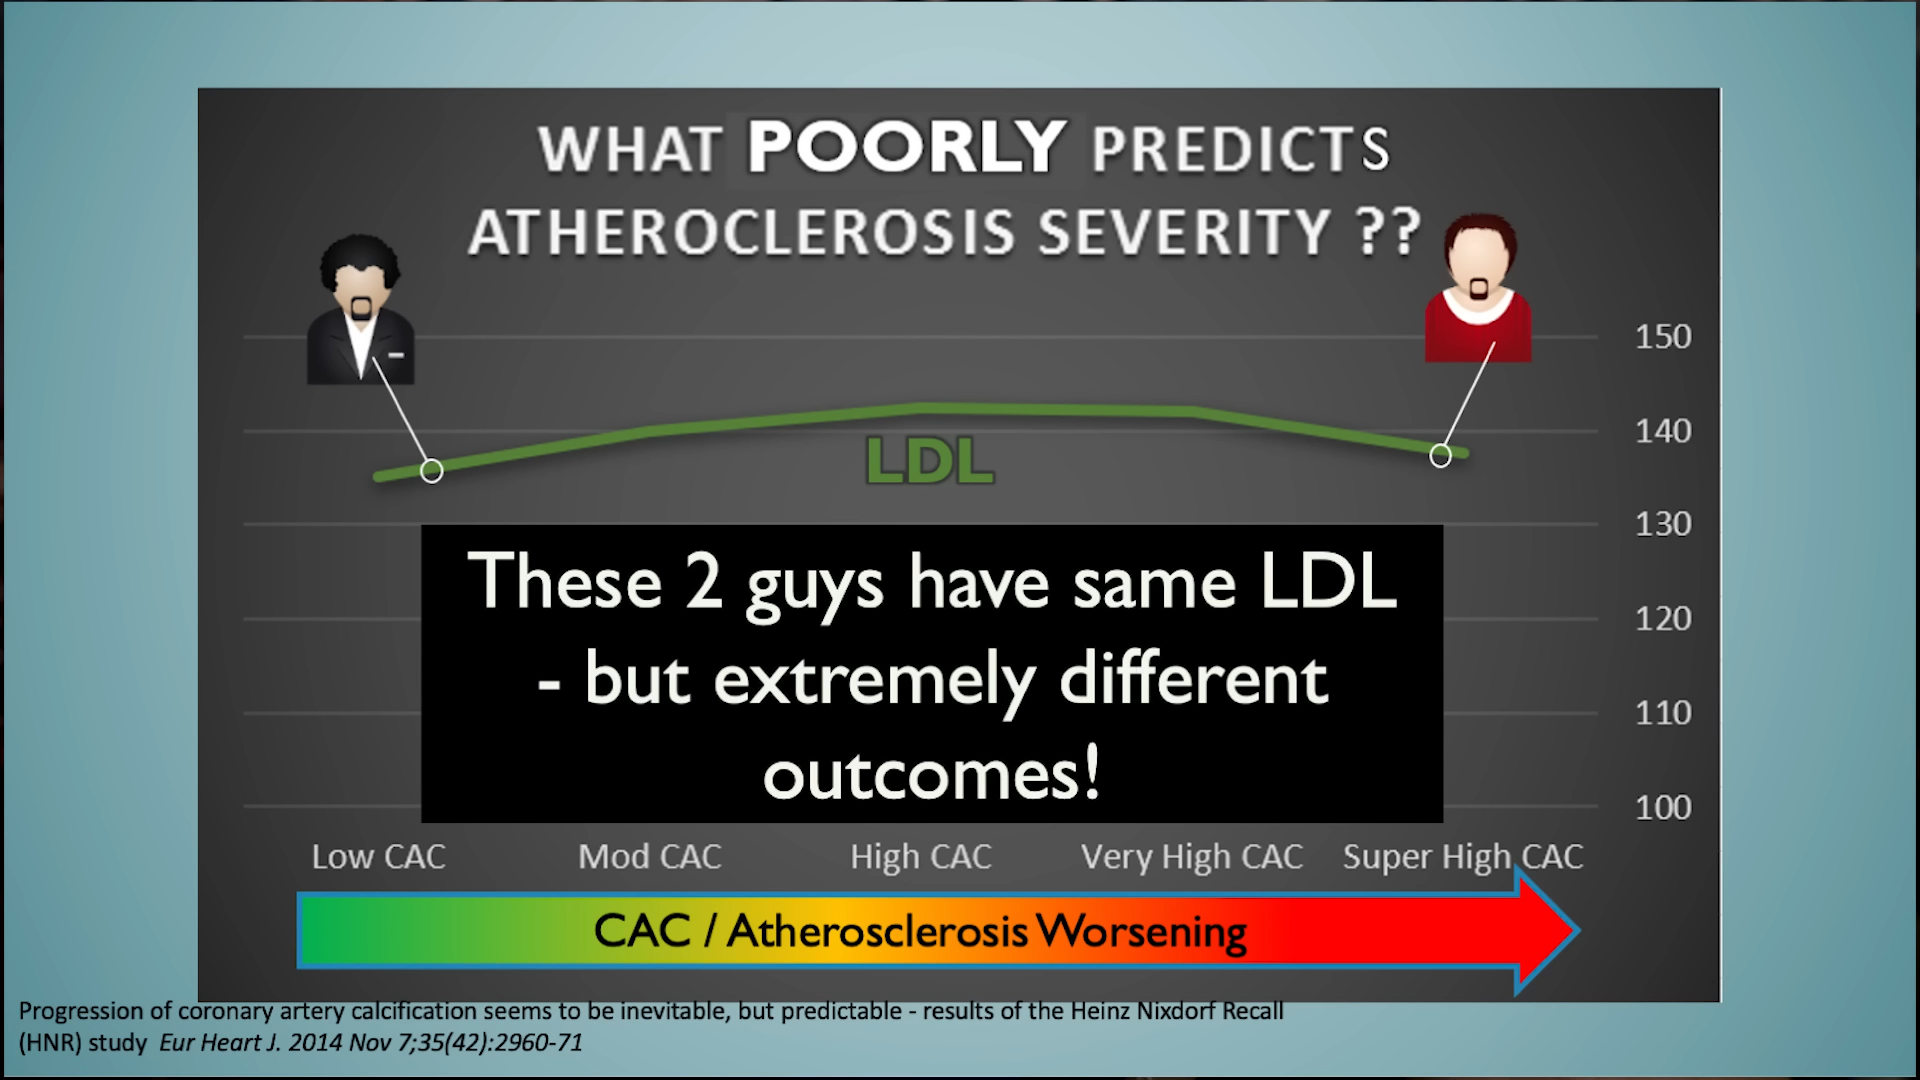 WHAT POORLY PREDICTS
ATHEROCLEROSIS SEVERITY ??
150
140
LDL
130
These 2 guys have same LDL
- but extremely different
outcomes!
120
110
100
Low CAC Mod CAC High CAC Very High CAC Super High CAC
CAC / Atherosclerosis Worsening
Progression of coronary artery calcification seems to be inevitable, but predictable - results of the Heinz Nixdorf Recall
(HNR) study Eur Heart J. 2014 Nov 7;35(42):2960-71